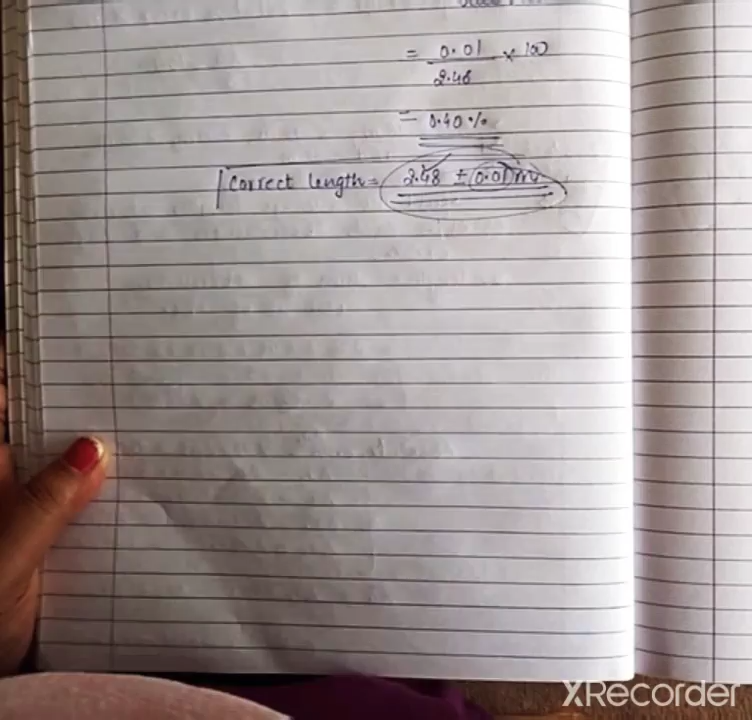 = 0.01 / 2.48 × 100
= 0.40 %
Correct length = 2.48 ± 0.01 m
XRecorder